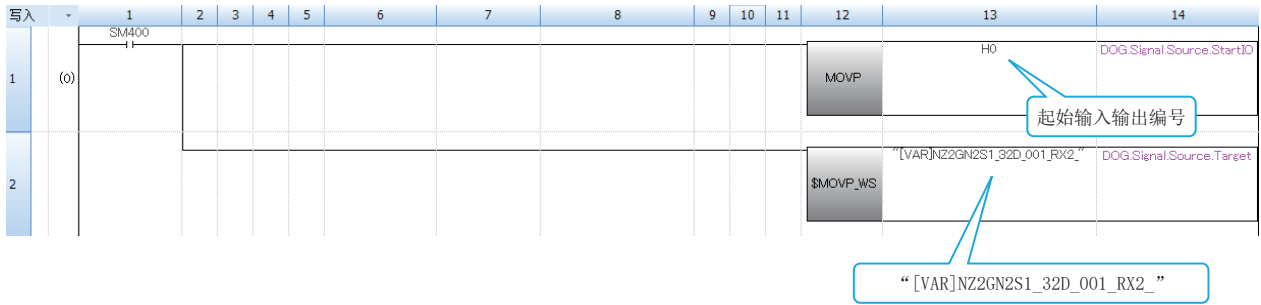 写入 1 2 3 4 5 6 7 8 9 10 11 12 13 14
SM400
1 (0) MOVP H0 DOG.Signal.Source.StartIO
起始输入输出编号
2 $MOVP_WS "[VAR]NZ2GN2S1_32D_001_RX2_" DOG.Signal.Source.Target
“[VAR]NZ2GN2S1_32D_001_RX2_”